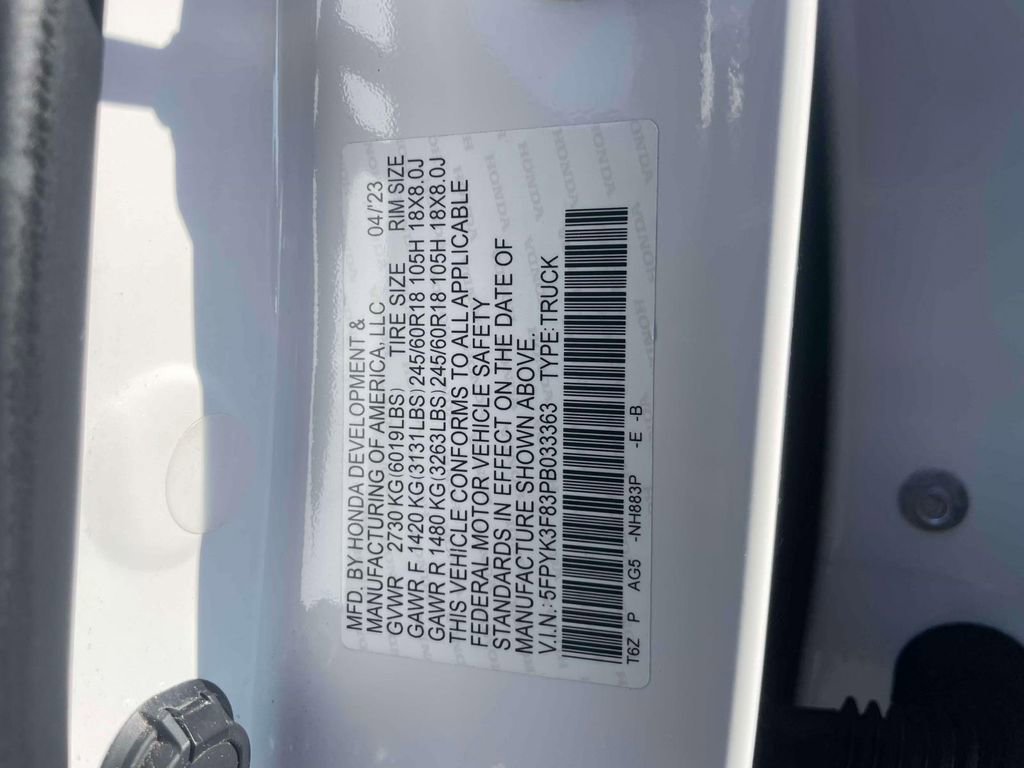 MFD. BY HONDA DEVELOPMENT &
MANUFACTURING OF AMERICA, LLC 04/'23
GVWR 2730 KG(6019LBS) TIRE SIZE RIM SIZE
GAWR F 1420 KG(3131LBS) 245/60R18 105H 18X8.0J
GAWR R 1480 KG(3263LBS) 245/60R18 105H 18X8.0J
THIS VEHICLE CONFORMS TO ALL APPLICABLE
FEDERAL MOTOR VEHICLE SAFETY
STANDARDS IN EFFECT ON THE DATE OF
MANUFACTURE SHOWN ABOVE.
V.I.N.: 5FPYK3F83PB033363 TYPE: TRUCK
T6Z P AG5 -NH883P -E -B